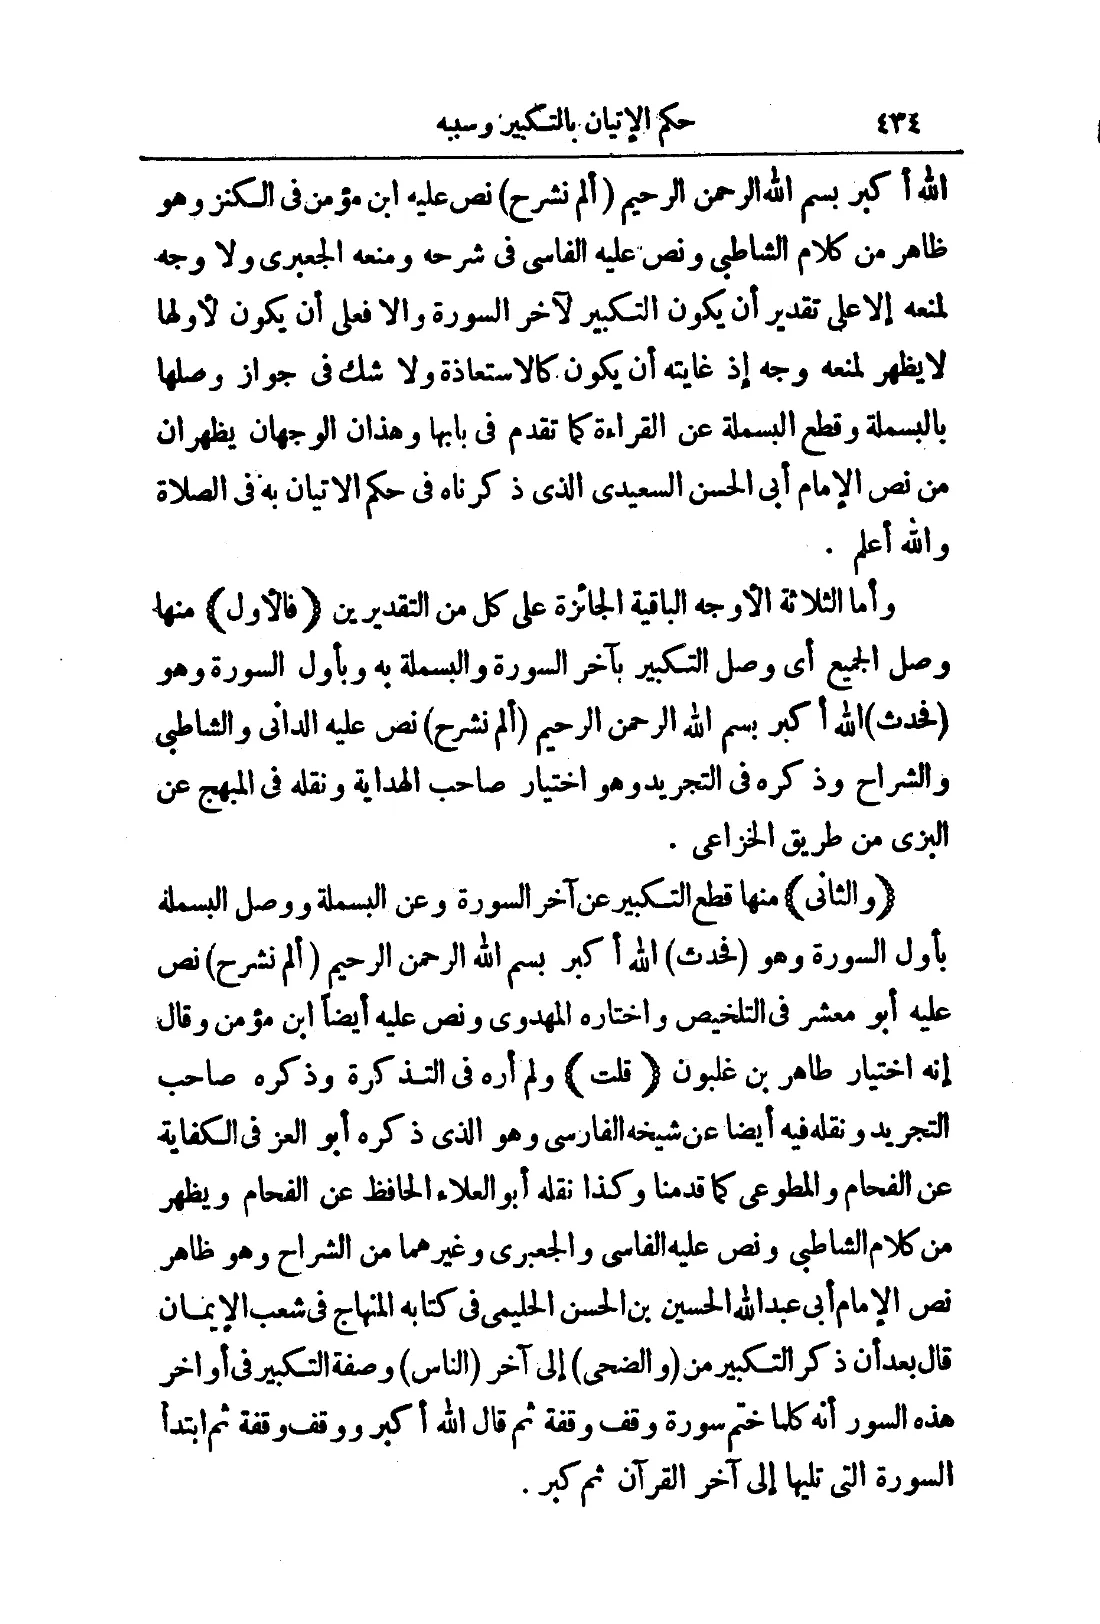 ٤٣٤ حكم الإتيان بالتكبير وسببه
الله أكبر بسم الله الرحمن الرحيم (ألم نشرح) نص عليه ابن مؤمن فى الكنز وهو
ظاهر من كلام الشاطبي ونص عليه الفاسى فى شرحه ومنعه الجعبرى ولا وجه
لمنعه إلا على تقدير أن يكون التكبير لآخر السورة والا فعلى أن يكون لأولها
لا يظهر لمنعه وجه إذ غايته أن يكون كالاستعاذة ولا شك فى جواز وصلها
بالبسملة وقطع البسملة عن القراءة كما تقدم فى بابها وهذان الوجهان يظهران
من نص الإمام أبى الحسن السعيدى الذى ذكرناه فى حكم الاتيان به فى الصلاة
والله أعلم .
وأما الثلاثة الأوجه الباقية الجائزة على كل من التقديرين ﴿فالأول﴾ منها
وصل الجميع أى وصل التكبير بآخر السورة والبسملة به وبأول السورة وهو
(فحدث) الله أكبر بسم الله الرحمن الرحيم (ألم نشرح) نص عليه الدانى والشاطبي
والشراح وذكره فى التجريد وهو اختيار صاحب الهداية ونقله فى المبهج عن
البزى من طريق الخزاعى .
﴿والثانى﴾ منها قطع التكبير عن آخر السورة وعن البسملة ووصل البسملة
بأول السورة وهو (فحدث) الله أكبر بسم الله الرحمن الرحيم (ألم نشرح) نص
عليه أبو معشر فى التلخيص واختاره المهدوى ونص عليه أيضاً ابن مؤمن وقال
إنه اختيار طاهر بن غلبون ﴿قلت﴾ ولم أره فى التذكرة وذكره صاحب
التجريد ونقله فيه أيضا عن شيخه الفارسى وهو الذى ذكره أبو العز فى الكفاية
عن الفحام والمطوعى كما قدمنا وكذا نقله أبو العلاء الحافظ عن الفحام ويظهر
من كلام الشاطبي ونص عليه الفاسى والجعبرى وغيرهما من الشراح وهو ظاهر
نص الإمام أبى عبد الله الحسين بن الحسن الحليمى فى كتابه المنهاج فى شعب الإيمان
قال بعد أن ذكر التكبير من (والضحى) إلى آخر (الناس) وصفة التكبير فى أواخر
هذه السور أنه كلما ختم سورة وقف وقفة ثم قال الله أكبر ووقف وقفة ثم ابتدأ
السورة التى تليها إلى آخر القرآن ثم كبر .